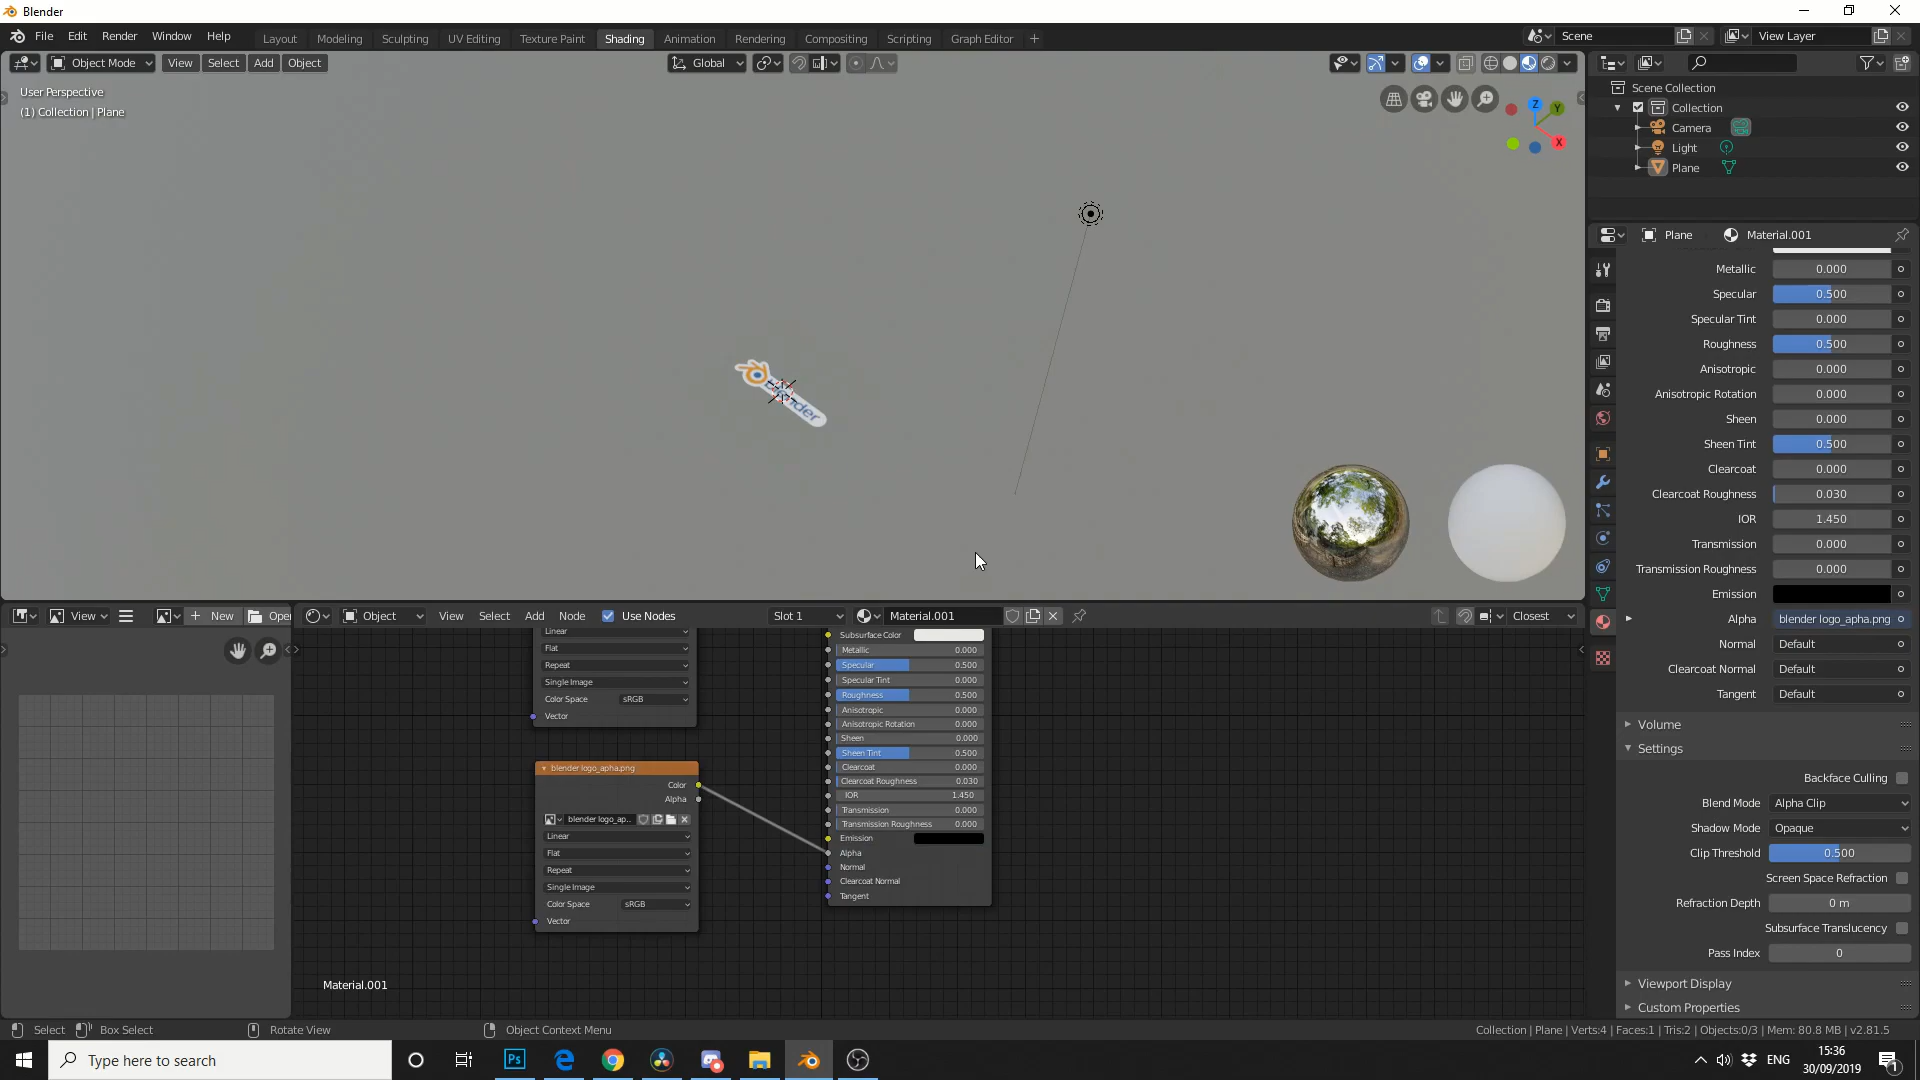 Blender
File Edit Render Window Help
Layout Modeling Sculpting UV Editing Texture Paint Shading Animation Rendering Compositing Scripting Graph Editor +
Scene View Layer
Object Mode View Select Add Object
Global
User Perspective
(1) Collection | Plane
Z Y
X
blender
Scene Collection
Collection
Camera
Light
Plane
Plane Material.001
Metallic 0.000
Specular 0.500
Specular Tint 0.000
Roughness 0.500
Anisotropic 0.000
Anisotropic Rotation 0.000
Sheen 0.000
Sheen Tint 0.500
Clearcoat 0.000
Clearcoat Roughness 0.030
IOR 1.450
Transmission 0.000
Transmission Roughness 0.000
Emission
Alpha blender logo_apha.png
Normal Default
Clearcoat Normal Default
Tangent Default
Volume
Settings
Backface Culling
Blend Mode Alpha Clip
Shadow Mode Opaque
Clip Threshold 0.500
Screen Space Refraction
Refraction Depth 0 m
Subsurface Translucency
Pass Index 0
Viewport Display
Custom Properties
View + New Open
Object View Select Add Node Use Nodes Slot 1 Material.001 Closest
Linear
Flat
Repeat
Single Image
Color Space sRGB
Vector
blender logo_apha.png
Color
Alpha
blender logo_ap..
Linear
Flat
Repeat
Single Image
Color Space sRGB
Vector
Subsurface Color
Metallic 0.000
Specular 0.500
Specular Tint 0.000
Roughness 0.500
Anisotropic 0.000
Anisotropic Rotation 0.000
Sheen 0.000
Sheen Tint 0.500
Clearcoat 0.000
Clearcoat Roughness 0.030
IOR 1.450
Transmission 0.000
Transmission Roughness 0.000
Emission
Alpha
Normal
Clearcoat Normal
Tangent
Material.001
Select Box Select Rotate View Object Context Menu
Collection | Plane | Verts:4 | Faces:1 | Tris:2 | Objects:0/3 | Mem: 80.8 MB | v2.81.5
Type here to search
Ps
ENG
15:36
30/09/2019
1